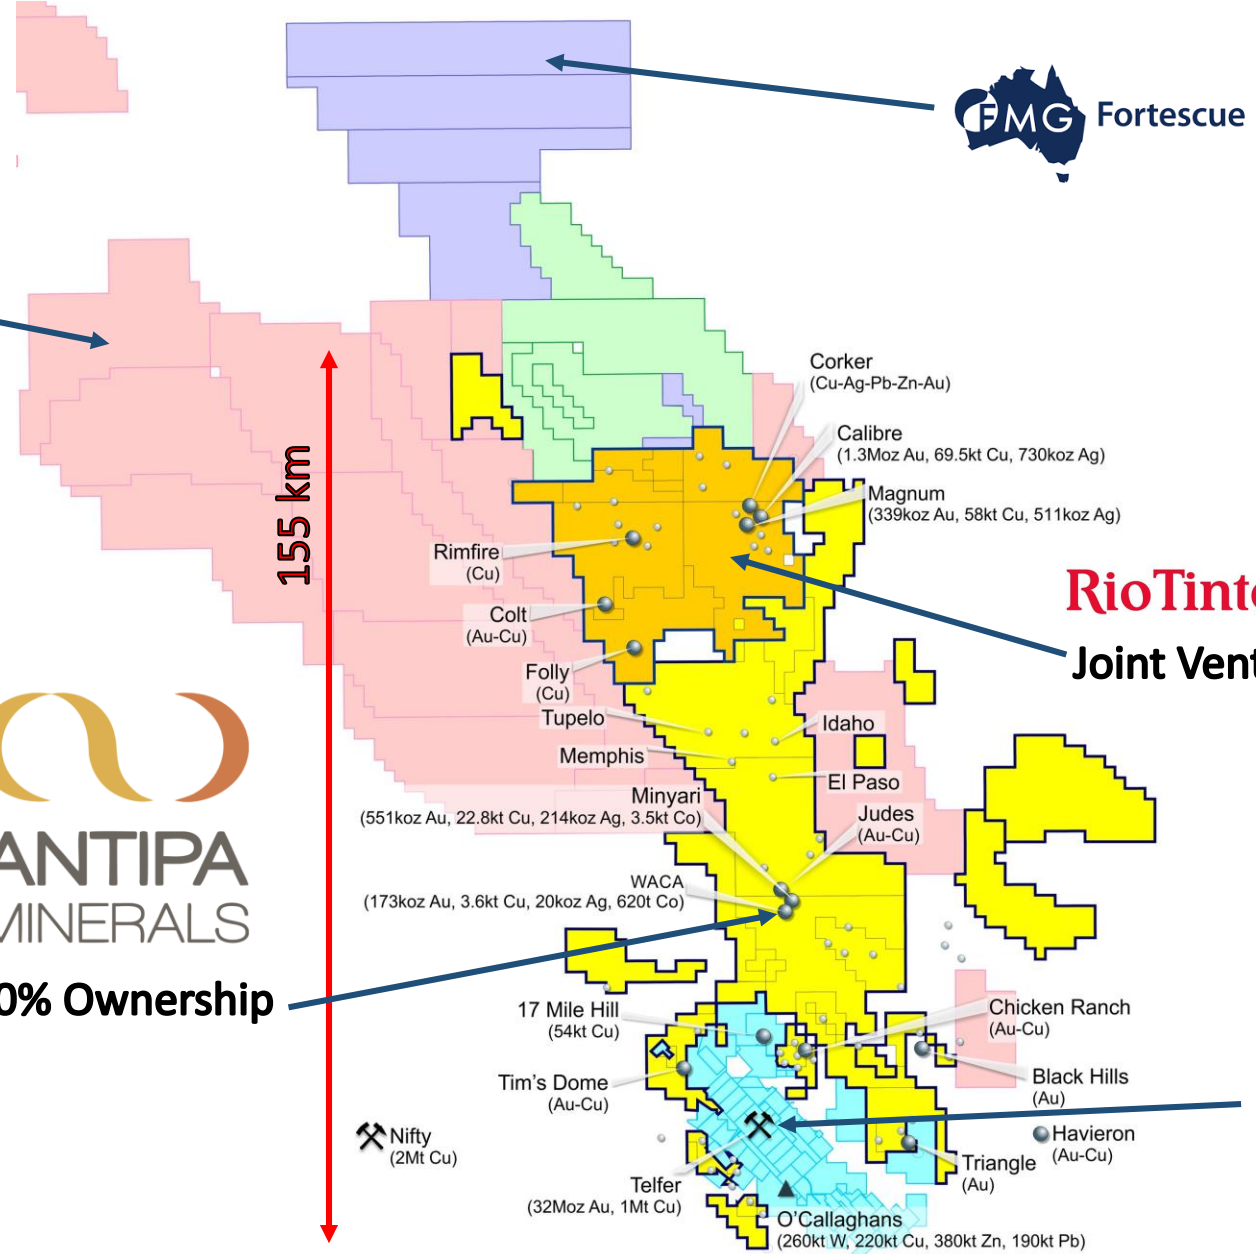 FMG Fortescue
Corker
(Cu-Ag-Pb-Zn-Au)
Calibre
(1.3Moz Au, 69.5kt Cu, 730koz Ag)
Magnum
(339koz Au, 58kt Cu, 511koz Ag)
155 km
Rimfire
(Cu)
RioTinto
Colt
(Au-Cu)
Joint Vent
Folly
(Cu)
Tupelo
Idaho
Memphis
El Paso
Minyari
(551koz Au, 22.8kt Cu, 214koz Ag, 3.5kt Co)
Judes
(Au-Cu)
ANTIPA
MINERALS
WACA
(173koz Au, 3.6kt Cu, 20koz Ag, 620t Co)
0% Ownership
17 Mile Hill
(54kt Cu)
Chicken Ranch
(Au-Cu)
Tim's Dome
(Au-Cu)
Black Hills
(Au)
Nifty
(2Mt Cu)
Havieron
(Au-Cu)
Triangle
(Au)
Telfer
(32Moz Au, 1Mt Cu)
O'Callaghans
(260kt W, 220kt Cu, 380kt Zn, 190kt Pb)